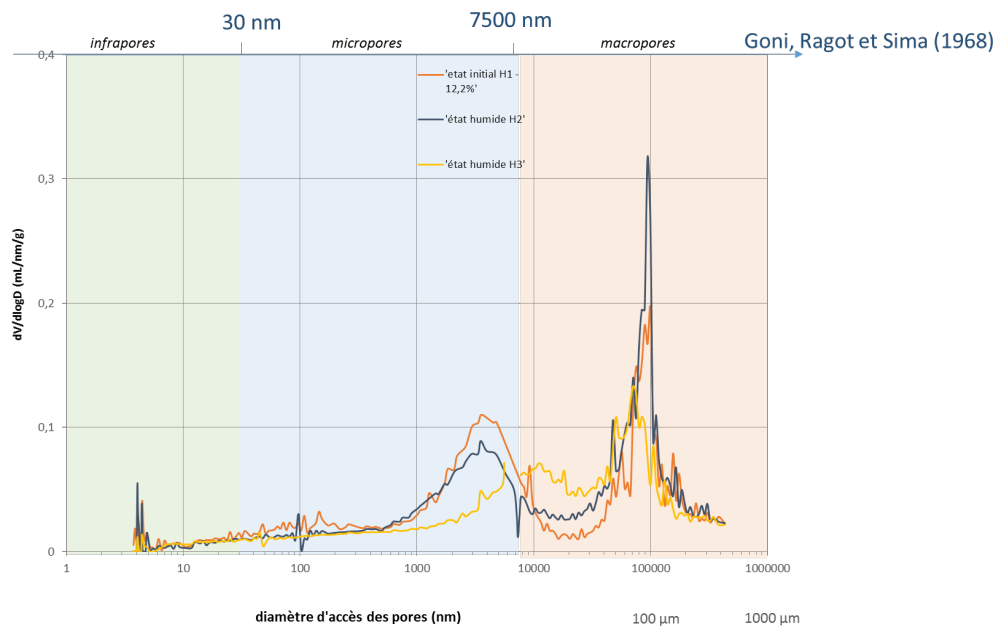 30 nm
7500 nm
infrapores
micropores
macropores
Goni, Ragot et Sima (1968)
0,4
'etat initial H1 -
12,2%'
'état humide H2'
'état humide H3'
0,3
0,2
0,1
0
dV/dlogD (mL/nm/g)
1
10
100
1000
10000
100000
1000000
diamètre d'accès des pores (nm)
100 µm
1000 µm